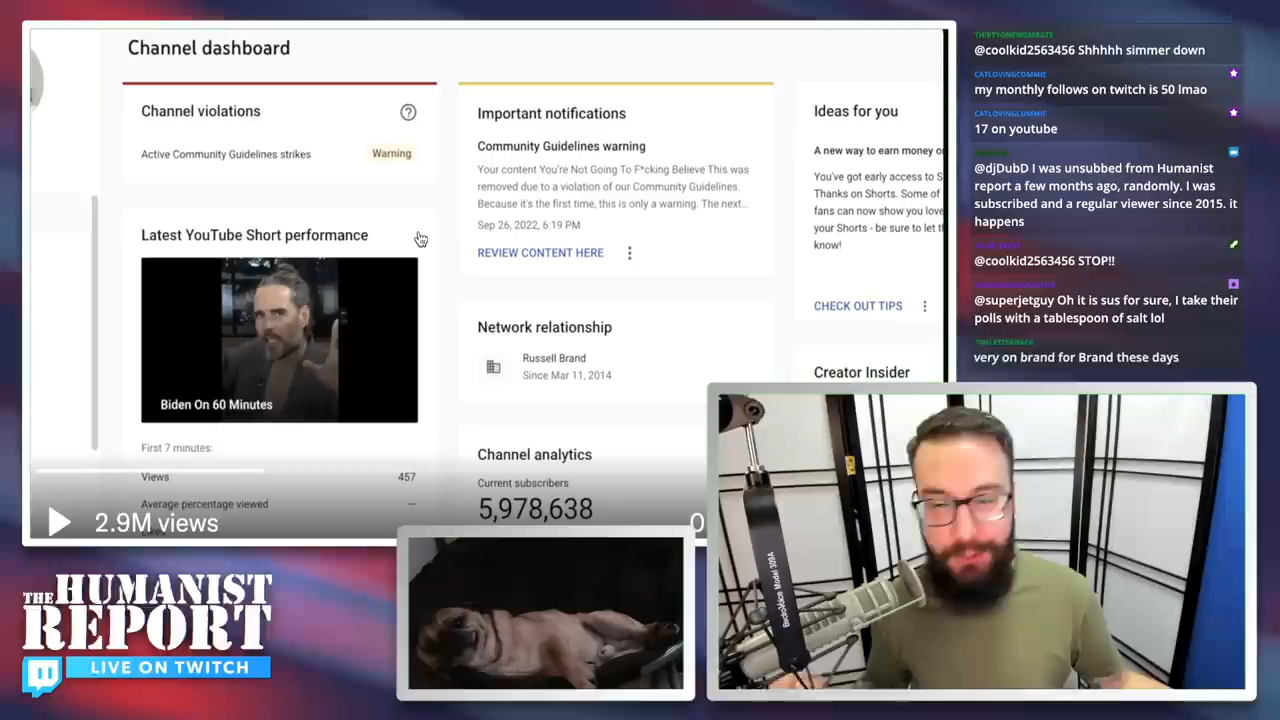 Channel dashboard
Channel violations
Active Community Guidelines strikes
Warning
Latest YouTube Short performance
Biden On 60 Minutes
First 7 minutes:
Views
457
Average percentage viewed
—
2.9M views
Important notifications
Community Guidelines warning
Your content You're Not Going To F*cking Believe This was
removed due to a violation of our Community Guidelines.
Because it's the first time, this is only a warning. The next...
Sep 26, 2022, 6:19 PM
REVIEW CONTENT HERE
Network relationship
Russell Brand
Since Mar 11, 2014
Channel analytics
Current subscribers
5,978,638
0
Ideas for you
A new way to earn money o
You've got early access to S
Thanks on Shorts. Some of
fans can now show you love
your Shorts - be sure to let t
know!
CHECK OUT TIPS
Creator Insider
THIRTYONEWOMBATS
@coolkid2563456 Shhhhh simmer down
CATLOVINGCOMMIE
my monthly follows on twitch is 50 lmao
CATLOVINGCOMMIE
17 on youtube
@djDubD I was unsubbed from Humanist
report a few months ago, randomly. I was
subscribed and a regular viewer since 2015. it
happens
@coolkid2563456 STOP!!
@superjetguy Oh it is sus for sure, I take their
polls with a tablespoon of salt lol
THELETTERHACK
very on brand for Brand these days
ElectroVoice Model 309A
THE HUMANIST
REPORT
LIVE ON TWITCH